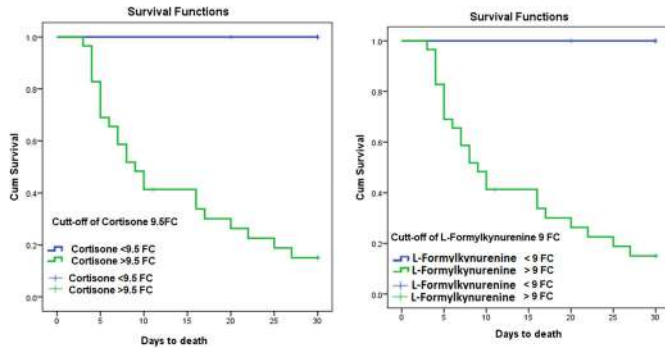 Survival Functions
1.0
0.8
0.6
0.4
0.2
0.0
Cum Survival
Cutt-off of Cortisone 9.5FC
Cortisone <9.5 FC
Cortisone >9.5 FC
Cortisone <9.5 FC
Cortisone >9.5 FC
0 5 10 15 20 25 30
Days to death
Survival Functions
1.0
0.8
0.6
0.4
0.2
0.0
Cum Survival
Cutt-off of L-Formylkynurenine 9 FC
L-Formylkynurenine < 9 FC
L-Formylkynurenine > 9 FC
L-Formylkynurenine < 9 FC
L-Formylkynurenine > 9 FC
0 5 10 15 20 25 30
Days to death